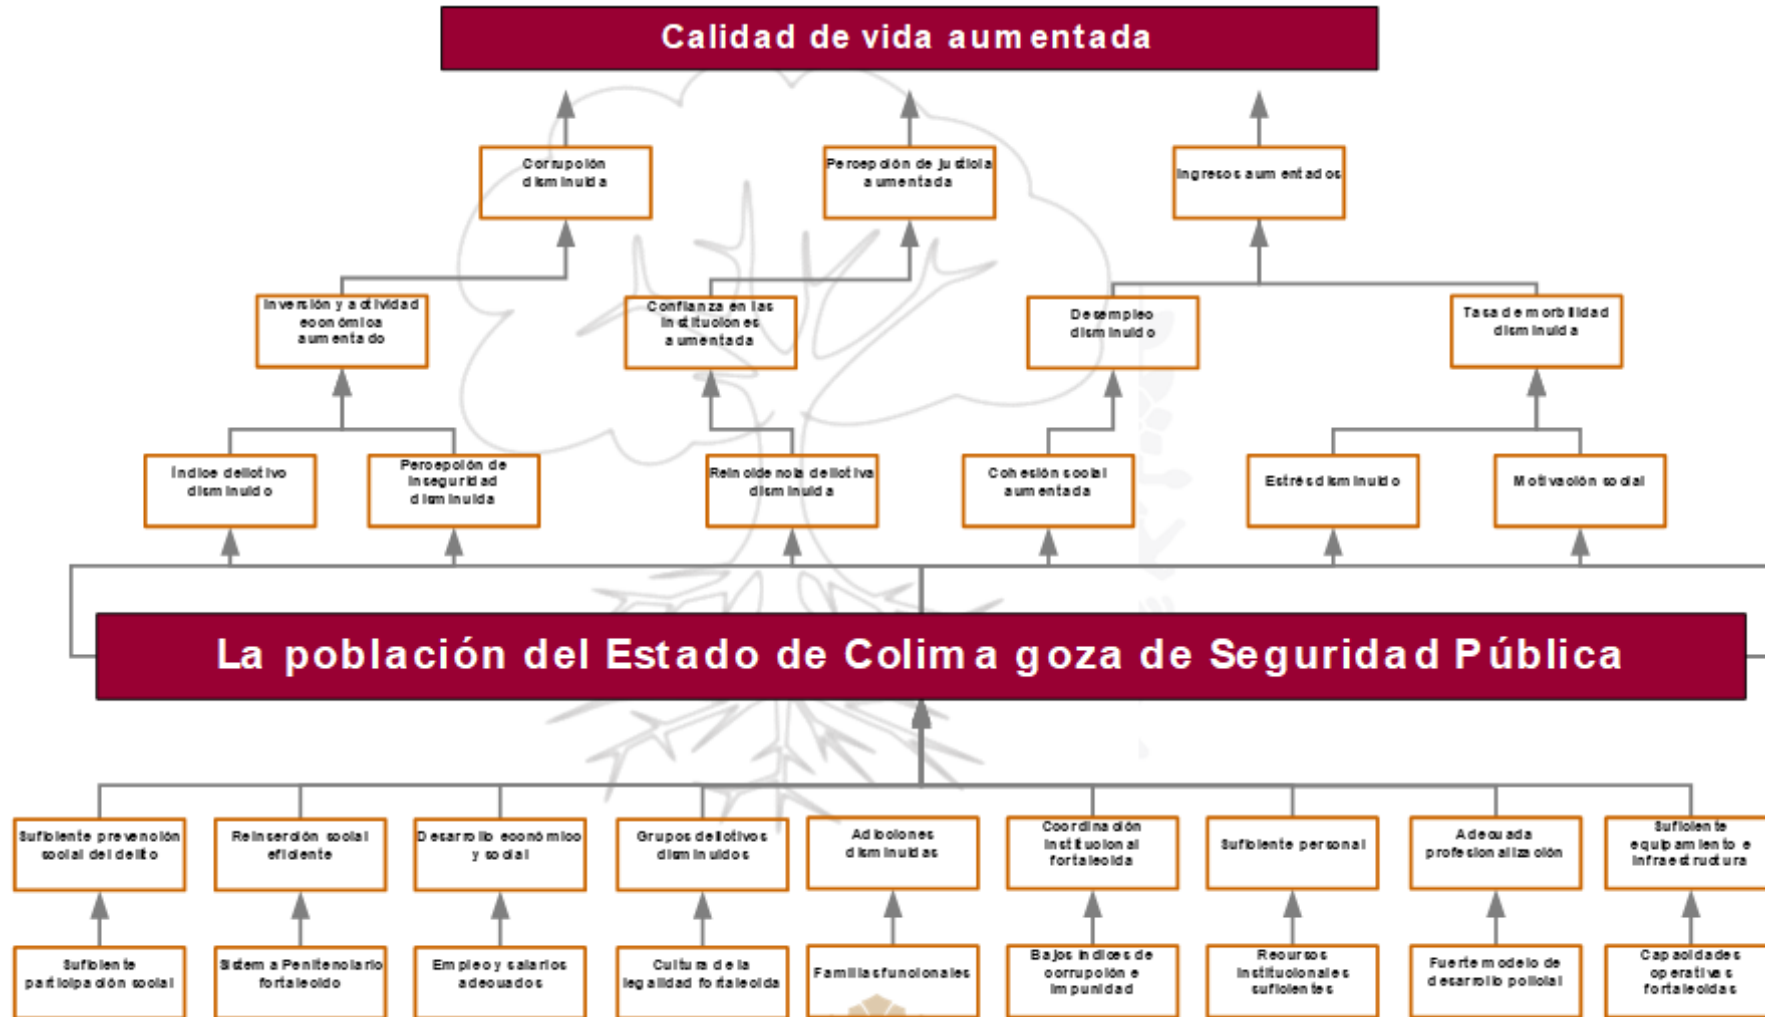 Calidad de vida aumentada
Corrupción
disminuida
Percepción de justicia
aumentada
Ingresos aumentados
Inversión y actividad
económica
aumentado
Confianza en las
instituciones
aumentada
Desempleo
disminuido
Tasa de morbilidad
disminuida
Índice delictivo
disminuido
Percepción de
inseguridad
disminuida
Reincidencia delictiva
disminuida
Cohesión social
aumentada
Estrés disminuido
Motivación social
La población del Estado de Colima goza de Seguridad Pública
Suficiente prevención
social del delito
Reinserción social
eficiente
Desarrollo económico
y social
Grupos delictivos
disminuidos
Adicciones
disminuidas
Coordinación
institucional
fortalecida
Suficiente personal
Adecuada
profesionalización
Suficiente
equipamiento e
infraestructura
Suficiente
participación social
Sistema Penitenciario
fortalecido
Empleo y salarios
adecuados
Cultura de la
legalidad fortalecida
Familias funcionales
Bajos índices de
corrupción e
impunidad
Recursos
institucionales
suficientes
Fuerte modelo de
desarrollo policial
Capacidades
operativas
fortalecidas